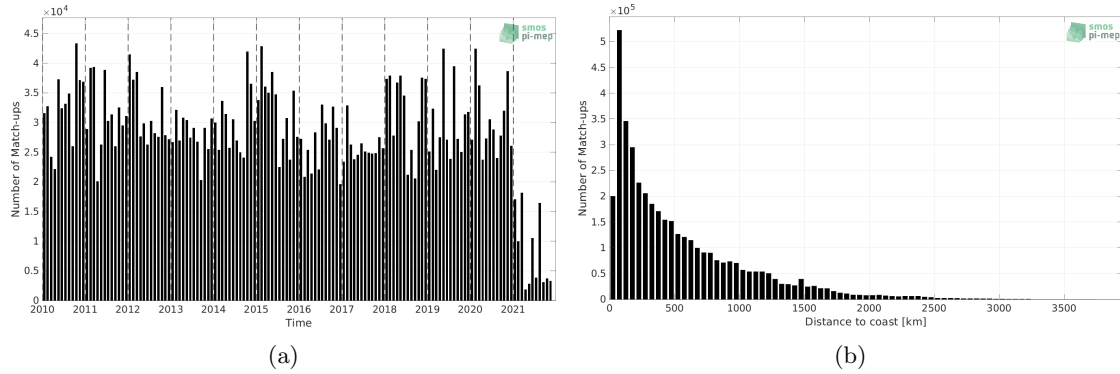 ×10⁴
4.5
4
3.5
3
2.5
2
1.5
1
0.5
0
Number of Match-ups
2010 2011 2012 2013 2014 2015 2016 2017 2018 2019 2020 2021
Time
smos
pi-mep
(a)
×10⁵
5
4.5
4
3.5
3
2.5
2
1.5
1
0.5
0
Number of Match-ups
0 500 1000 1500 2000 2500 3000 3500
Distance to coast [km]
smos
pi-mep
(b)